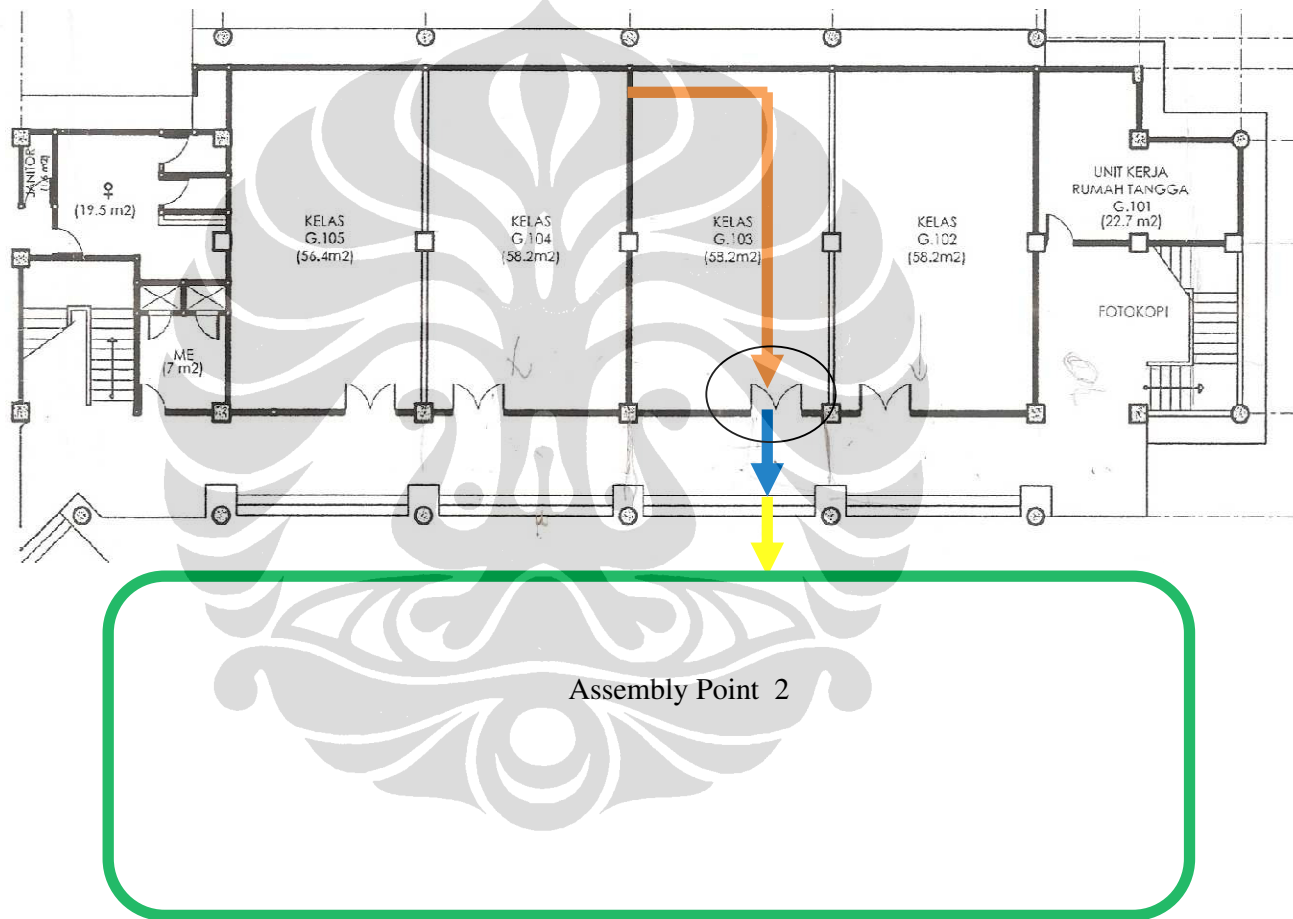 JANITOR
♀
(19.5 m2)
KELAS
G.105
(56.4m2)
KELAS
G.104
(58.2m2)
KELAS
G.103
(58.2m2)
KELAS
G.102
(58.2m2)
UNIT KERJA
RUMAH TANGGA
G.101
(22.7 m2)
FOTOKOPI
ME
(7 m2)
Assembly Point 2